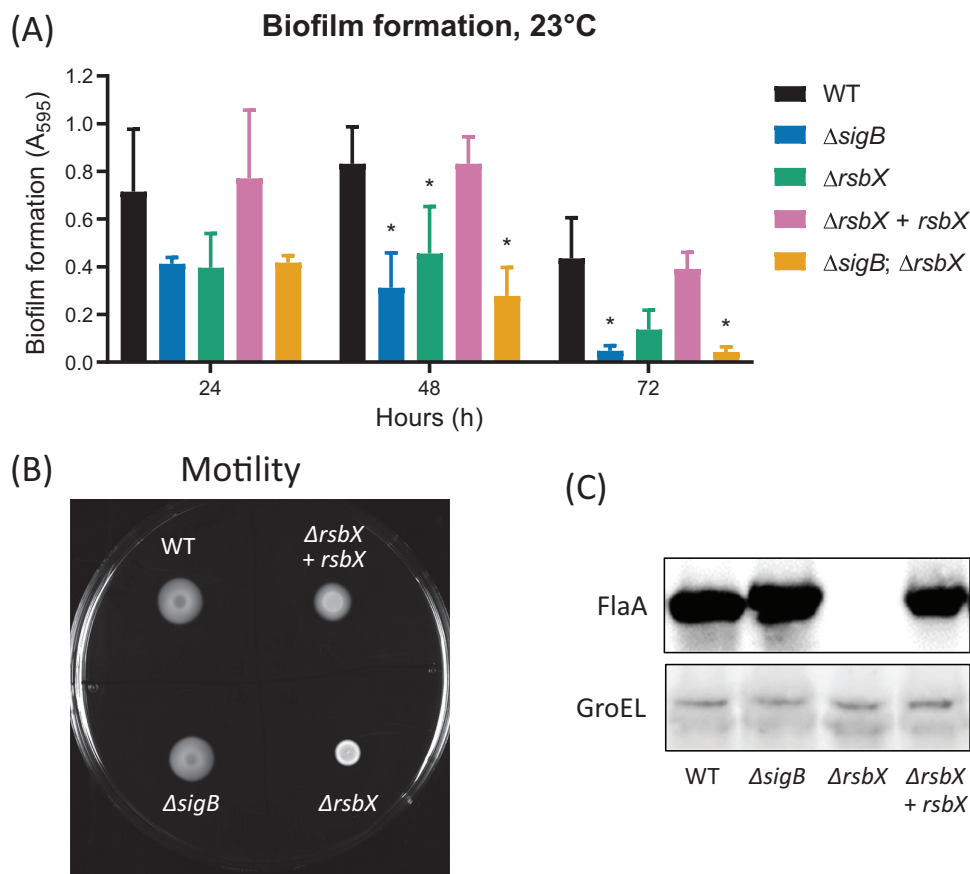 (A)
Biofilm formation, 23°C
Biofilm formation (A595)
1.2
1.0
0.8
0.6
0.4
0.2
0.0
*
*
*
*
*
24
48
72
Hours (h)
WT
ΔsigB
ΔrsbX
ΔrsbX + rsbX
ΔsigB; ΔrsbX
(B)
Motility
WT
ΔrsbX
+ rsbX
ΔsigB
ΔrsbX
(C)
FlaA
GroEL
WT
ΔsigB
ΔrsbX
ΔrsbX
+ rsbX